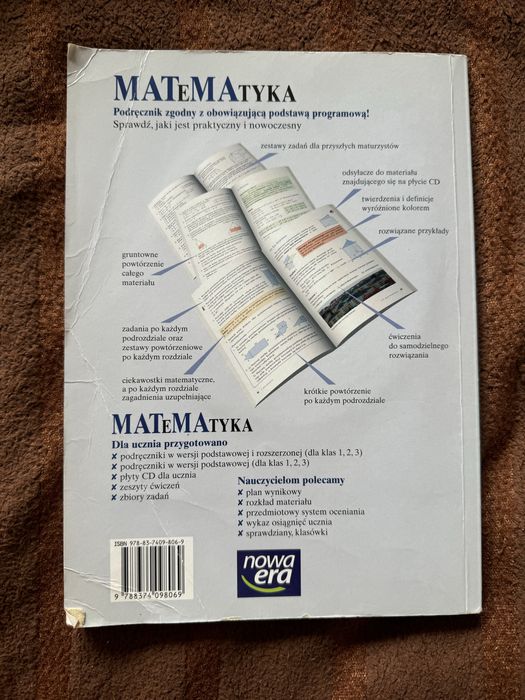 MATeMAtyka
Podręcznik zgodny z obowiązującą podstawą programową!
Sprawdź, jaki jest praktyczny i nowoczesny
zestawy zadań dla przyszłych maturzystów
odsyłacze do materiału
znajdującego się na płycie CD
twierdzenia i definicje
wyróżnione kolorem
rozwiązane przykłady
gruntowne
powtórzenie
całego
materiału
zadania po każdym
podrozdziale oraz
zestawy powtórzeniowe
po każdym rozdziale
ćwiczenia
do samodzielnego
rozwiązania
ciekawostki matematyczne,
a po każdym rozdziale
zagadnienia uzupełniające
krótkie powtórzenie
po każdym podrozdziale
MATeMAtyka
Dla ucznia przygotowano
✘ podręczniki w wersji podstawowej i rozszerzonej (dla klas 1, 2, 3)
✘ podręczniki w wersji podstawowej (dla klas 1, 2, 3)
✘ płyty CD dla ucznia
✘ zeszyty ćwiczeń
✘ zbiory zadań
Nauczycielom polecamy
✘ plan wynikowy
✘ rozkład materiału
✘ przedmiotowy system oceniania
✘ wykaz osiągnięć ucznia
✘ sprawdziany, klasówki
ISBN 978-83-7409-806-9
9 788374 098069
nowa
era